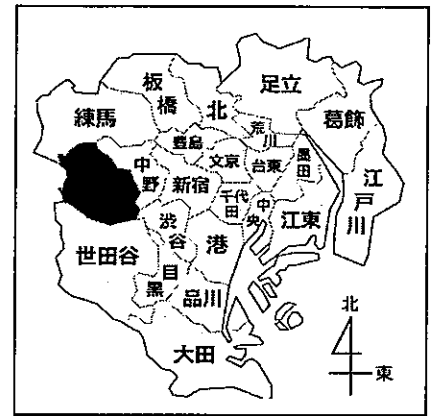 足立
板橋
北
葛飾
練馬
荒川
豊島
墨田
中野
文京
台東
江戸川
新宿
千代田
中央
江東
渋谷
世田谷
港
目黒
品川
大田
北
東